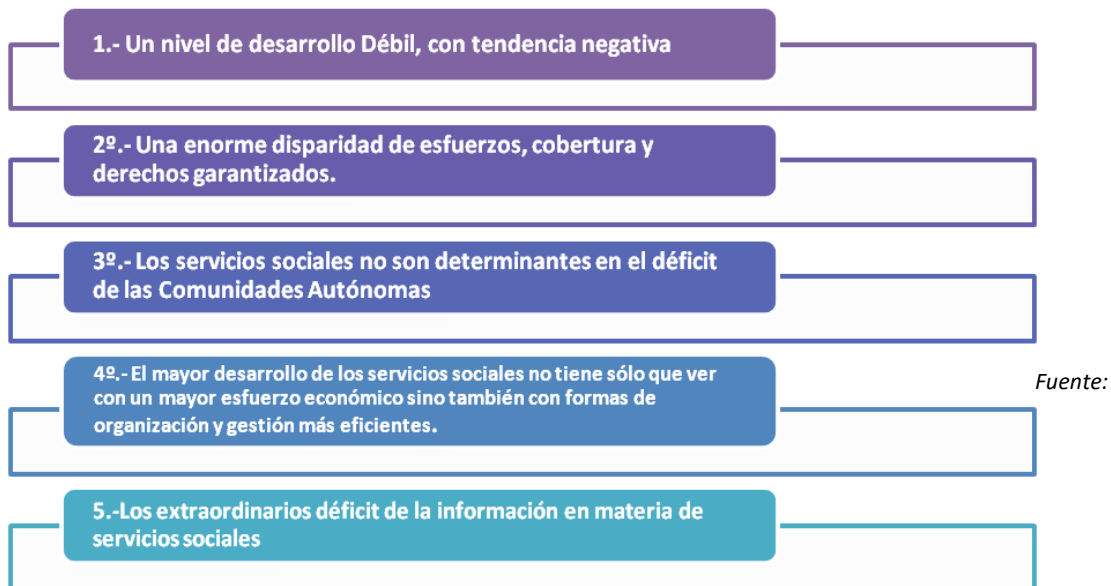 1.- Un nivel de desarrollo Débil, con tendencia negativa
2º.- Una enorme disparidad de esfuerzos, cobertura y
derechos garantizados.
3º.- Los servicios sociales no son determinantes en el déficit
de las Comunidades Autónomas
4º.- El mayor desarrollo de los servicios sociales no tiene sólo que ver
con un mayor esfuerzo económico sino también con formas de
organización y gestión más eficientes.
Fuente:
5.-Los extraordinarios déficit de la información en materia de
servicios sociales